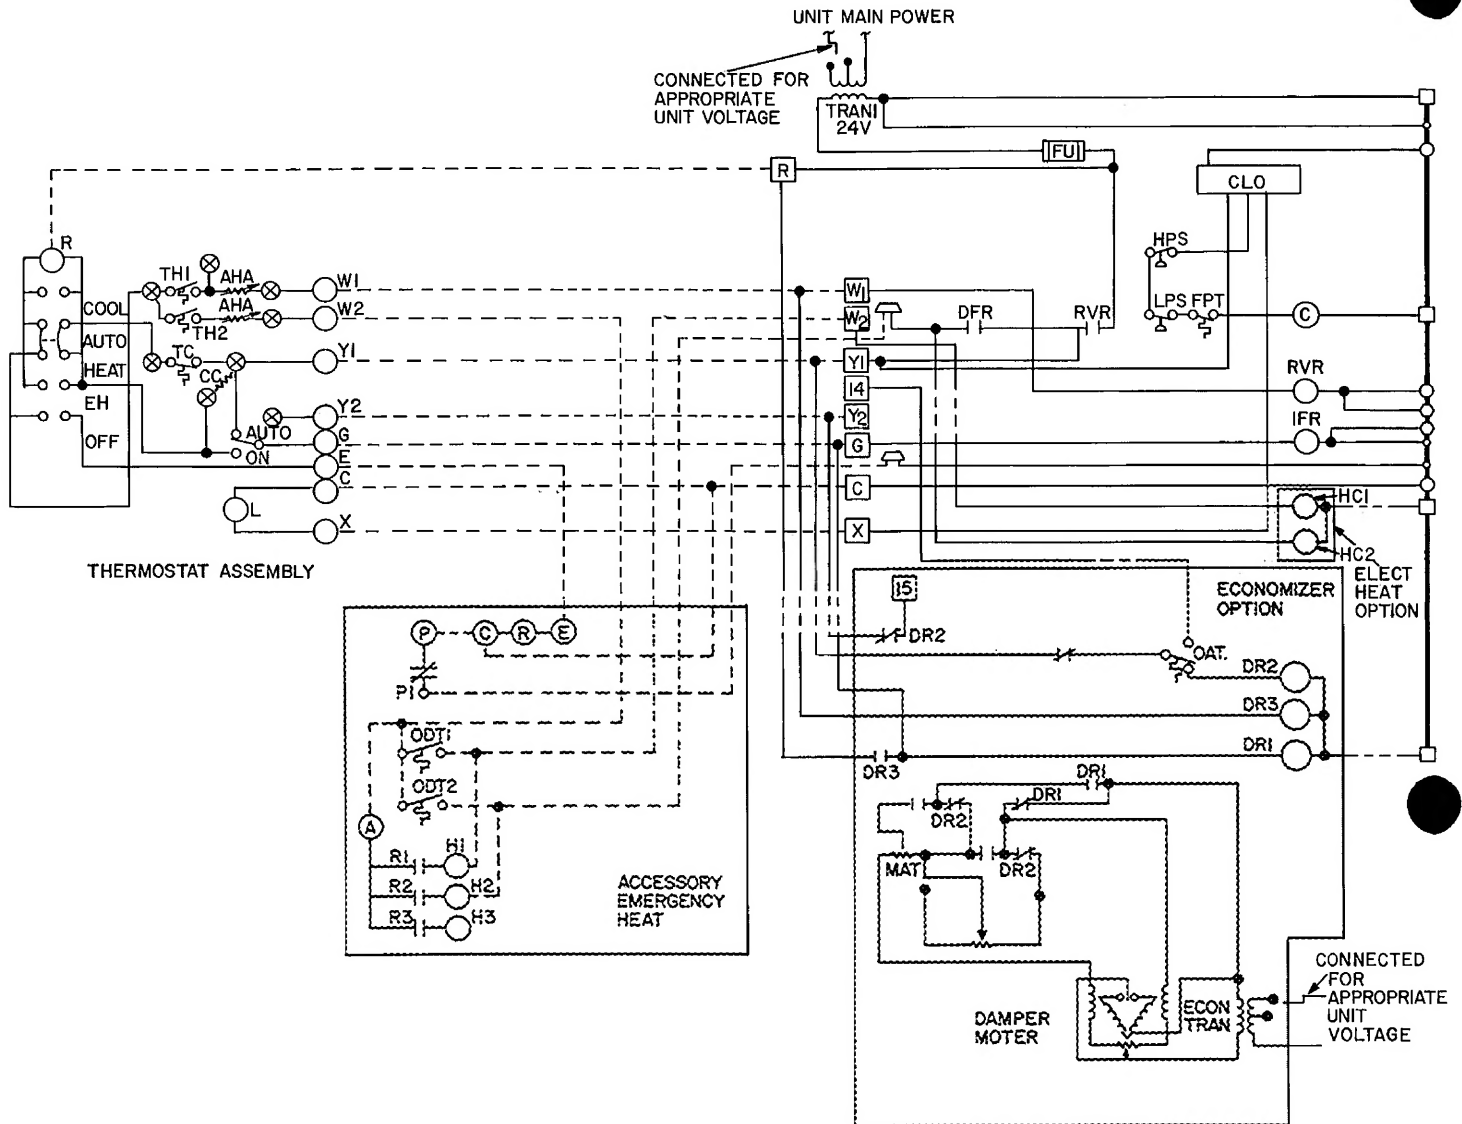 UNIT MAIN POWER
CONNECTED FOR
APPROPRIATE
UNIT VOLTAGE
TRAN1
24V
FU
R
CLO
HPS
R
TH1
AHA
W1
W1
LPS FPT
C
COOL
AHA
W2
W2
DFR
RVR
TH2
AUTO
TC
Y1
Y1
RVR
HEAT
CC
14
EH
Y2
Y2
IFR
AUTO
G
G
OFF
ON
E
C
C
HC1
L
X
X
HC2
THERMOSTAT ASSEMBLY
ELECT
HEAT
OPTION
15
ECONOMIZER
OPTION
P
C
R
E
DR2
OAT.
DR2
P1
DR3
ODT1
DR1
DR3
DR1
ODT2
DR1
DR2
A
R1
H1
MAT
DR2
R2
H2
ACCESSORY
EMERGENCY
HEAT
R3
H3
CONNECTED
FOR
APPROPRIATE
UNIT
VOLTAGE
DAMPER
MOTER
ECON
TRAN